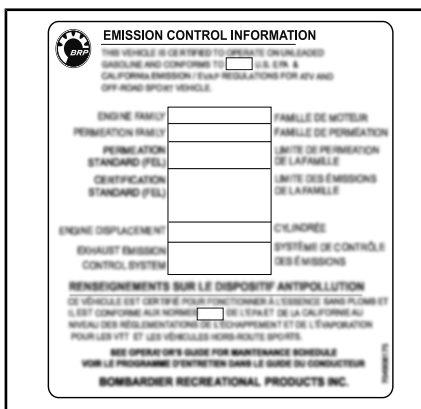 BRP
EMISSION CONTROL INFORMATION
THIS VEHICLE IS CERTIFIED TO OPERATE ON UNLEADED
GASOLINE AND CONFORMS TO U.S. EPA &
CALIFORNIA EMISSION / EVAP REGULATIONS FOR ATV AND
OFF-ROAD SPORT VEHICLE.
ENGINE FAMILY FAMILLE DE MOTEUR
PERMEATION FAMILY FAMILLE DE PERMÉATION
PERMEATION LIMITE DE PERMEATION
STANDARD (FEL) DE LA FAMILLE
CERTIFICATION LIMITE DES ÉMISSIONS
STANDARD (FEL) DE LA FAMILLE
ENGINE DISPLACEMENT CYLINDRÉE
EXHAUST EMISSION SYSTÈME DE CONTRÔLE
CONTROL SYSTEM DES ÉMISSIONS
RENSEIGNEMENTS SUR LE DISPOSITIF ANTIPOLLUTION
CE VÉHICULE EST CERTIFIÉ POUR FONCTIONNER À L'ESSENCE SANS PLOMB ET
IL EST CONFORME AUX NORMES DE L'EPA ET DE LA CALIFORNIE AU
NIVEAU DES RÉGLEMENTATIONS DE L'ÉCHAPPEMENT ET DE L'ÉVAPORATION
POUR LES VTT ET LES VÉHICULES HORS-ROUTE SPORTS.
SEE OPERATOR'S GUIDE FOR MAINTENANCE SCHEDULE
VOIR LE PROGRAMME D'ENTRETIEN DANS LE GUIDE DU CONDUCTEUR
BOMBARDIER RECREATIONAL PRODUCTS INC.